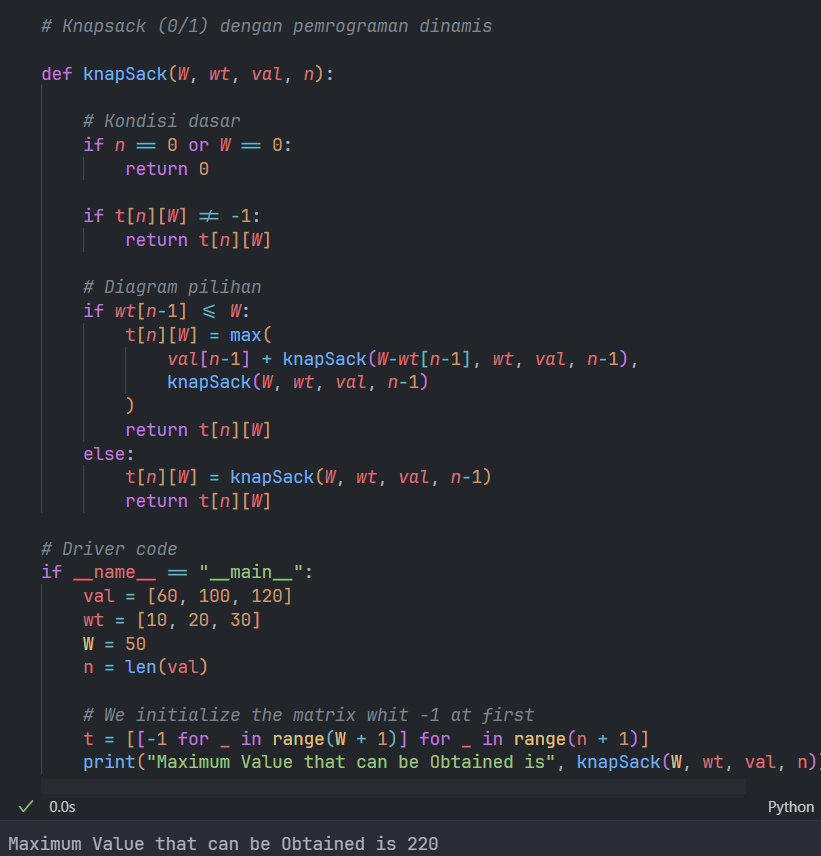 # Knapsack (0/1) dengan pemrograman dinamis
def knapSack(W, wt, val, n):
# Kondisi dasar
if n == 0 or W == 0:
return 0
if t[n][W] != -1:
return t[n][W]
# Diagram pilihan
if wt[n-1] <= W:
t[n][W] = max(
val[n-1] + knapSack(W-wt[n-1], wt, val, n-1),
knapSack(W, wt, val, n-1)
)
return t[n][W]
else:
t[n][W] = knapSack(W, wt, val, n-1)
return t[n][W]
# Driver code
if __name__ == "__main__":
val = [60, 100, 120]
wt = [10, 20, 30]
W = 50
n = len(val)
# We initialize the matrix whit -1 at first
t = [[-1 for _ in range(W + 1)] for _ in range(n + 1)]
print("Maximum Value that can be Obtained is", knapSack(W, wt, val, n))
0.0s
Python
Maximum Value that can be Obtained is 220